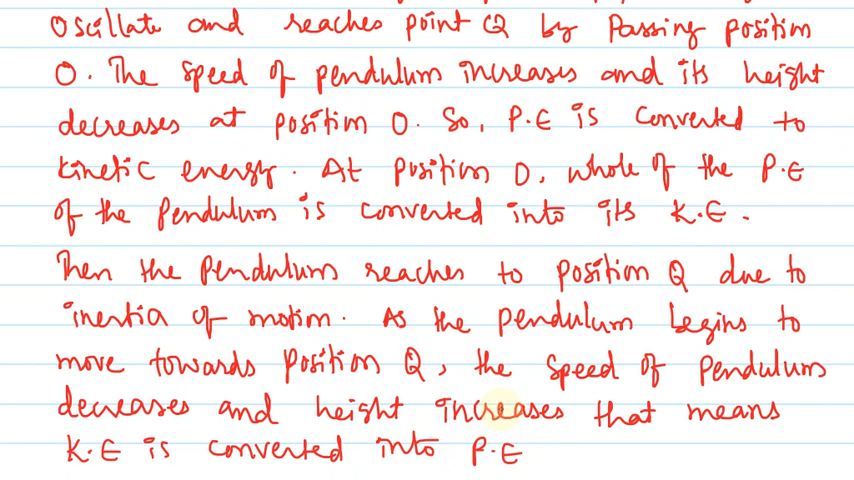 Oscillate and reaches point Q by Passing position
O. The speed of pendulum increases and its height
decreases at position O. So, P.E is converted to
kinetic energy. At position O, whole of the P.E
of the pendulum is converted into its K.E.
Then the pendulum reaches to position Q due to
inertia of motion. As the pendulum begins to
move towards position Q, the speed of pendulum
decreases and height increases that means
K.E is converted into P.E